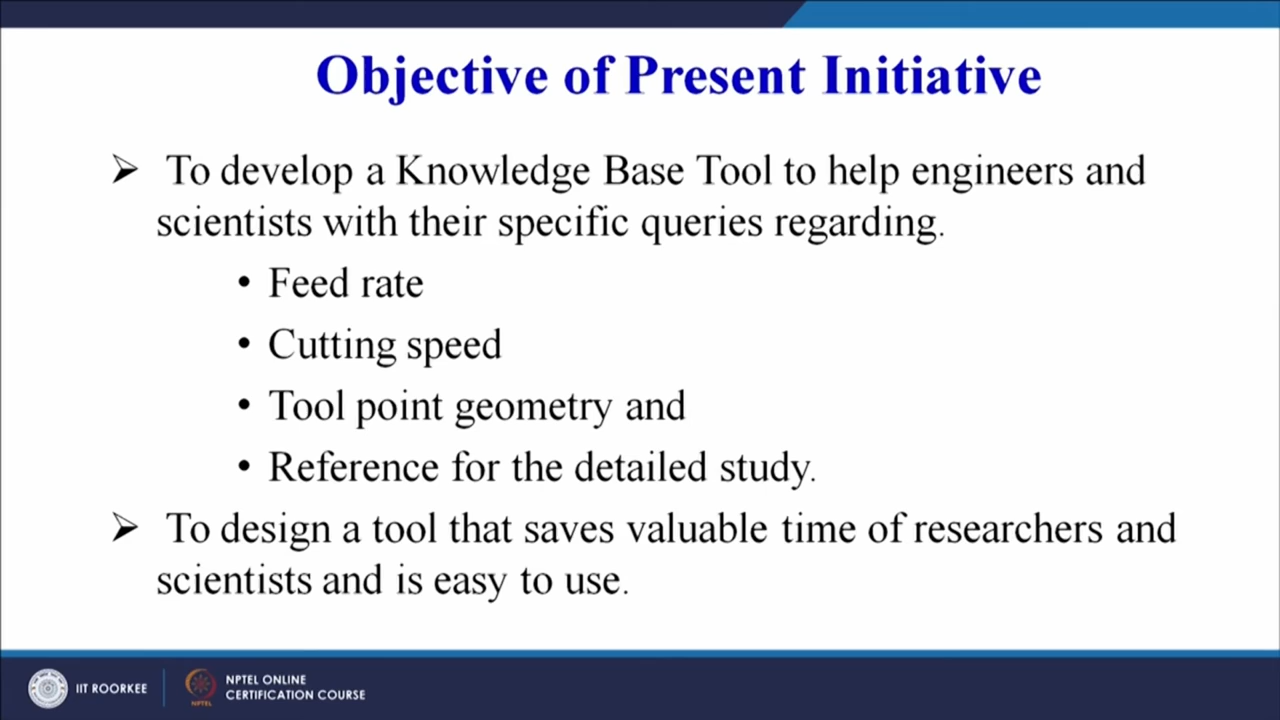 Objective of Present Initiative
➢ To develop a Knowledge Base Tool to help engineers and
scientists with their specific queries regarding.
• Feed rate
• Cutting speed
• Tool point geometry and
• Reference for the detailed study.
➢ To design a tool that saves valuable time of researchers and
scientists and is easy to use.
IIT ROORKEE
NPTEL
NPTEL ONLINE
CERTIFICATION COURSE